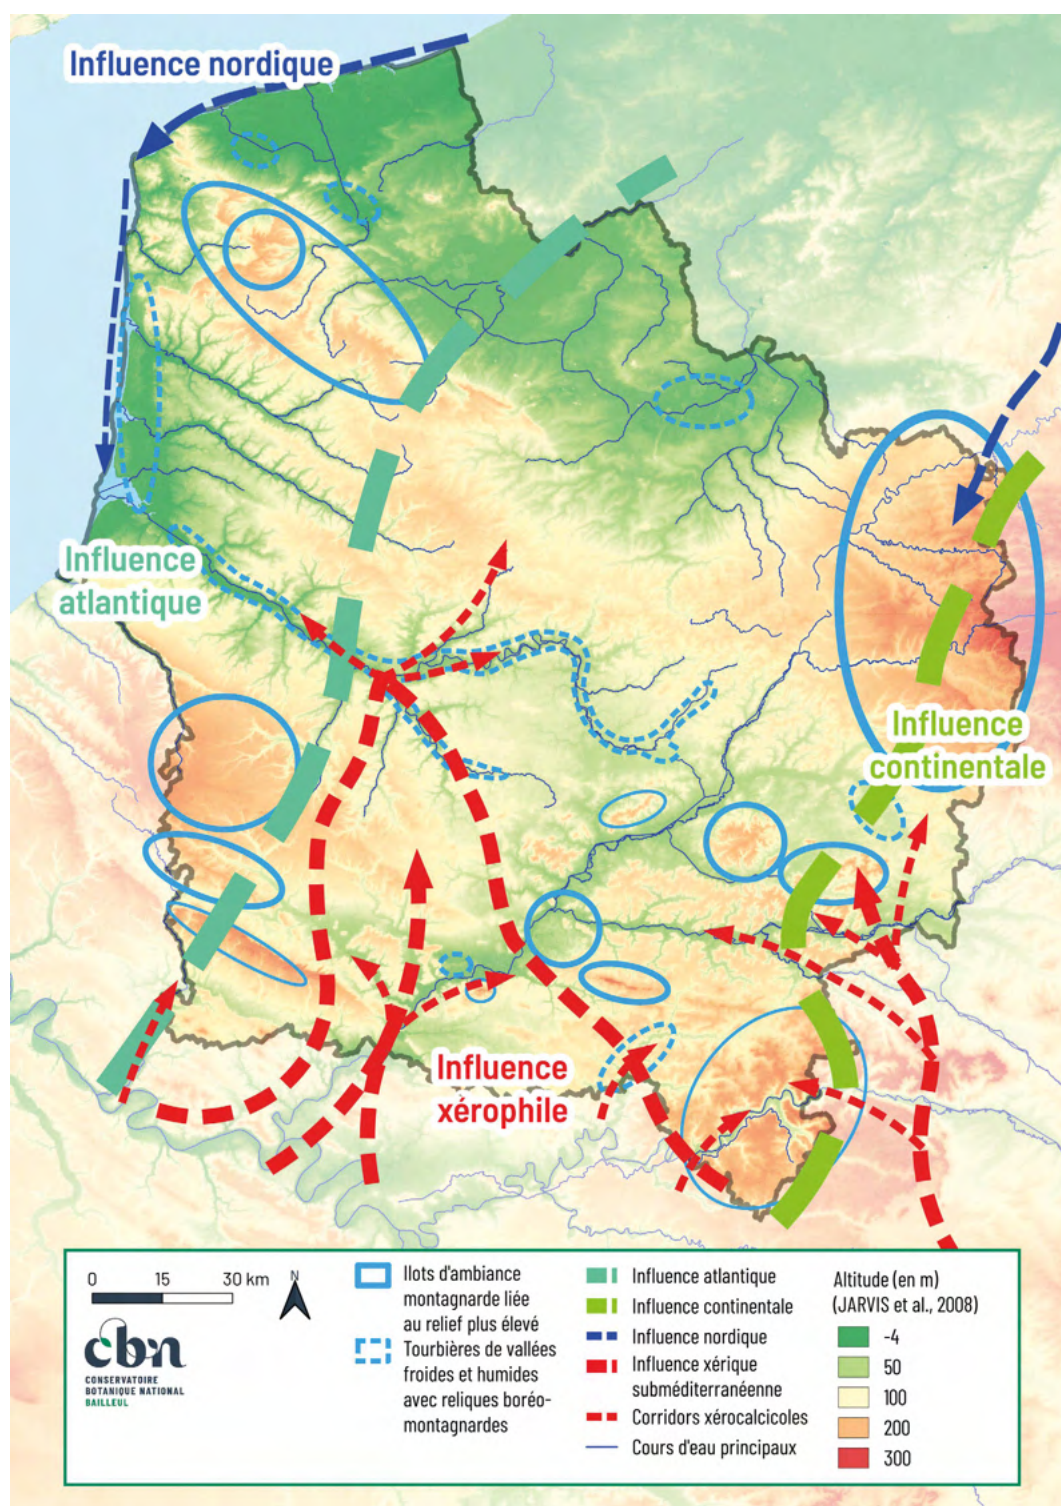 Influence nordique
Influence
atlantique
Influence
continentale
Influence
xérophile
0 15 30 km
N
cbn
CONSERVATOIRE
BOTANIQUE NATIONAL
BAILLEUL
Ilots d'ambiance
montagnarde liée
au relief plus élevé
Tourbières de vallées
froides et humides
avec reliques boréo-
montagnardes
Influence atlantique
Influence continentale
Influence nordique
Influence xérique
subméditerranéenne
Corridors xérocalcicoles
Cours d'eau principaux
Altitude (en m)
(JARVIS et al., 2008)
-4
50
100
200
300